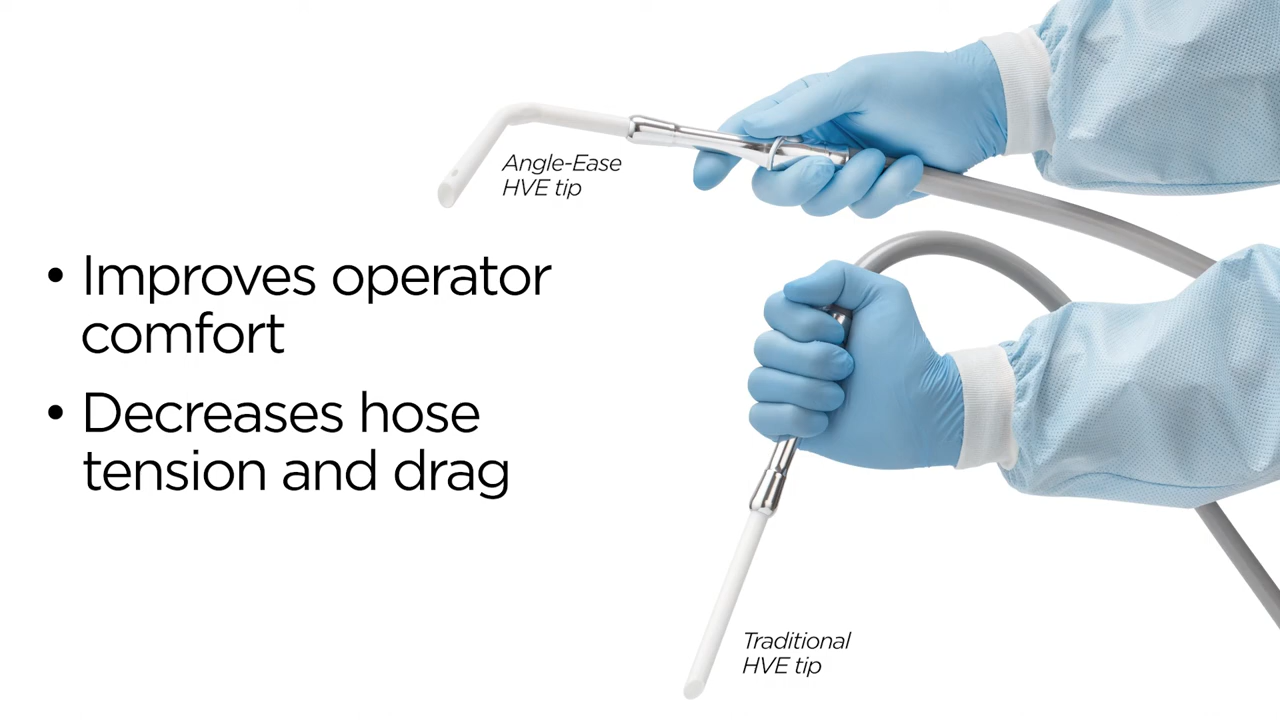 Angle-Ease
HVE tip
• Improves operator
comfort
• Decreases hose
tension and drag
Traditional
HVE tip